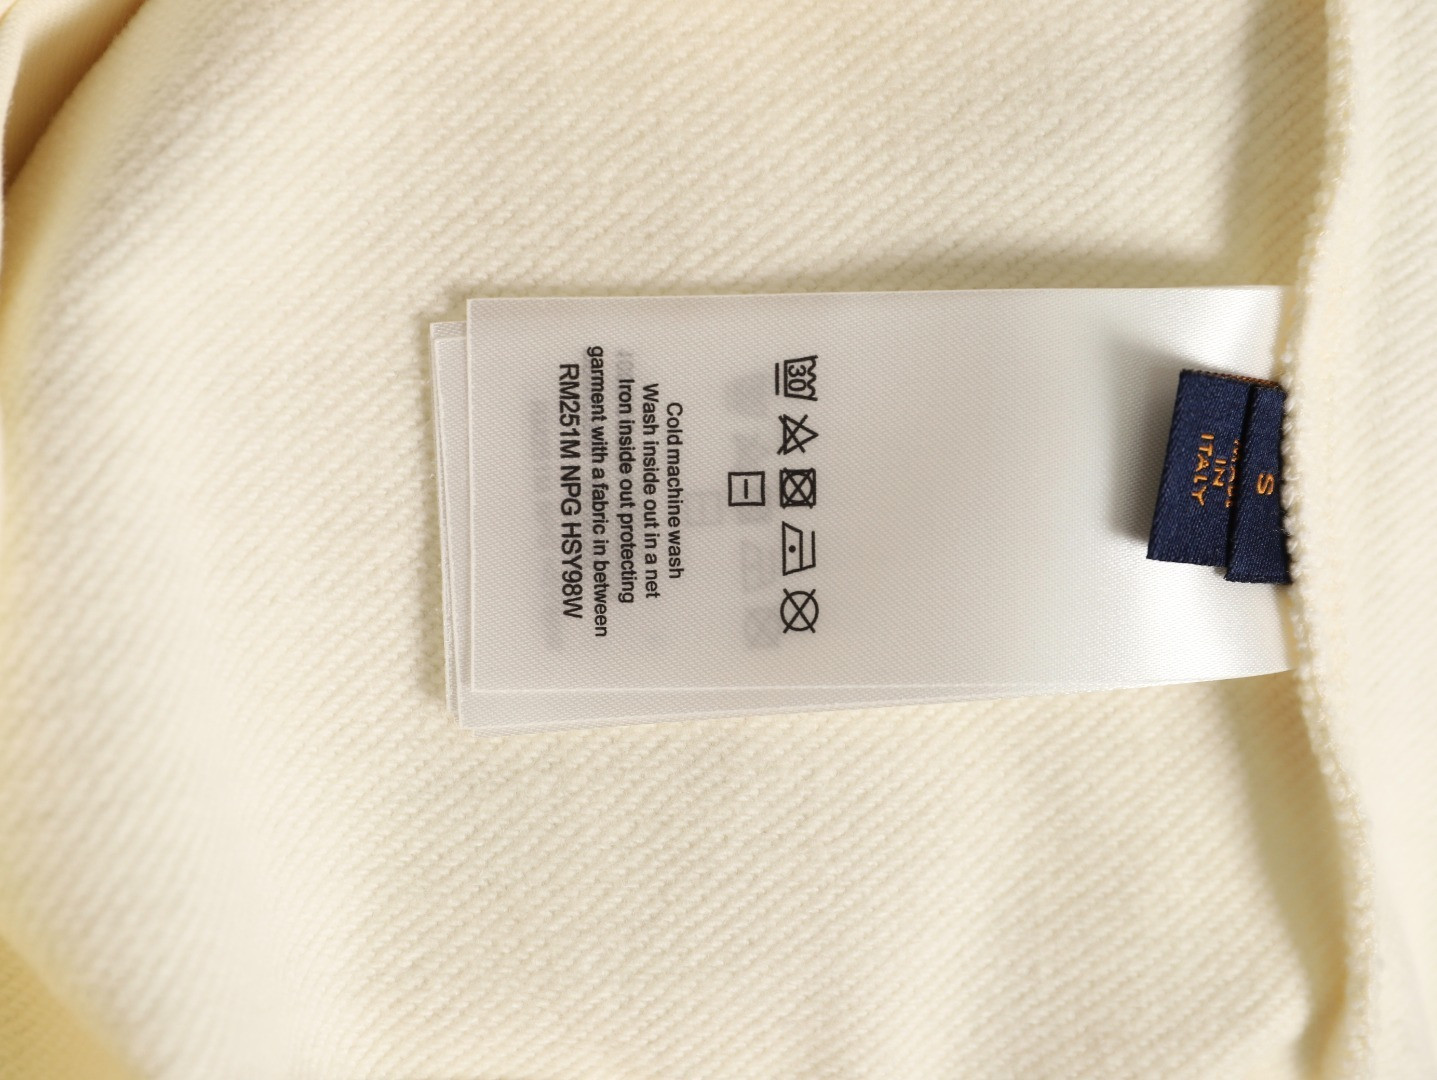 30
Cold machine wash
Wash inside out in a net
Iron inside out protecting
garment with a fabric in between
RM251M NPG HSY98W
IN
ITALY
S